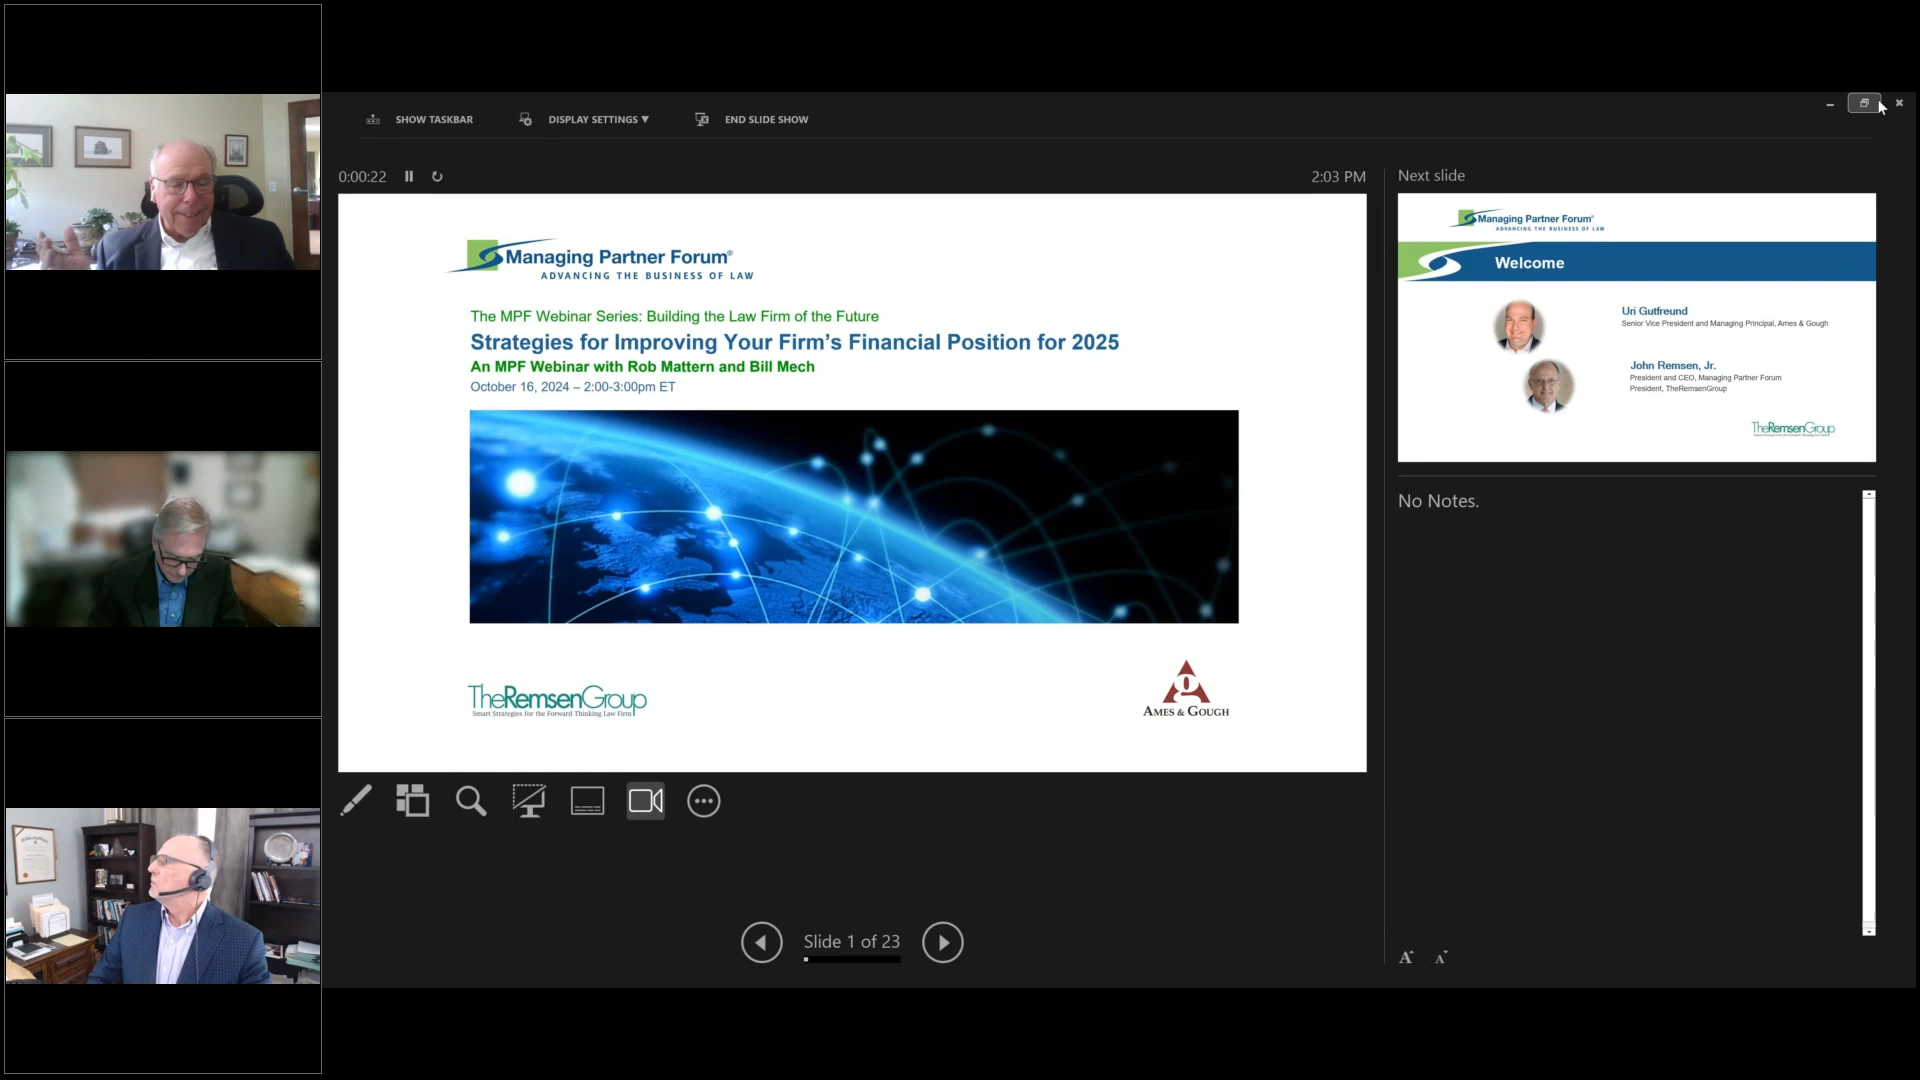 SHOW TASKBAR
DISPLAY SETTINGS ▼
END SLIDE SHOW
0:00:22
2:03 PM
Managing Partner Forum®
ADVANCING THE BUSINESS OF LAW
The MPF Webinar Series: Building the Law Firm of the Future
Strategies for Improving Your Firm’s Financial Position for 2025
An MPF Webinar with Rob Mattern and Bill Mech
October 16, 2024 – 2:00-3:00pm ET
TheRemsenGroup
Smart Strategies for the Forward Thinking Law Firm
AMES & GOUGH
Slide 1 of 23
Next slide
Managing Partner Forum®
ADVANCING THE BUSINESS OF LAW
Welcome
Uri Gutfreund
Senior Vice President and Managing Principal, Ames & Gough
John Remsen, Jr.
President and CEO, Managing Partner Forum
President, TheRemsenGroup
TheRemsenGroup
No Notes.
A A